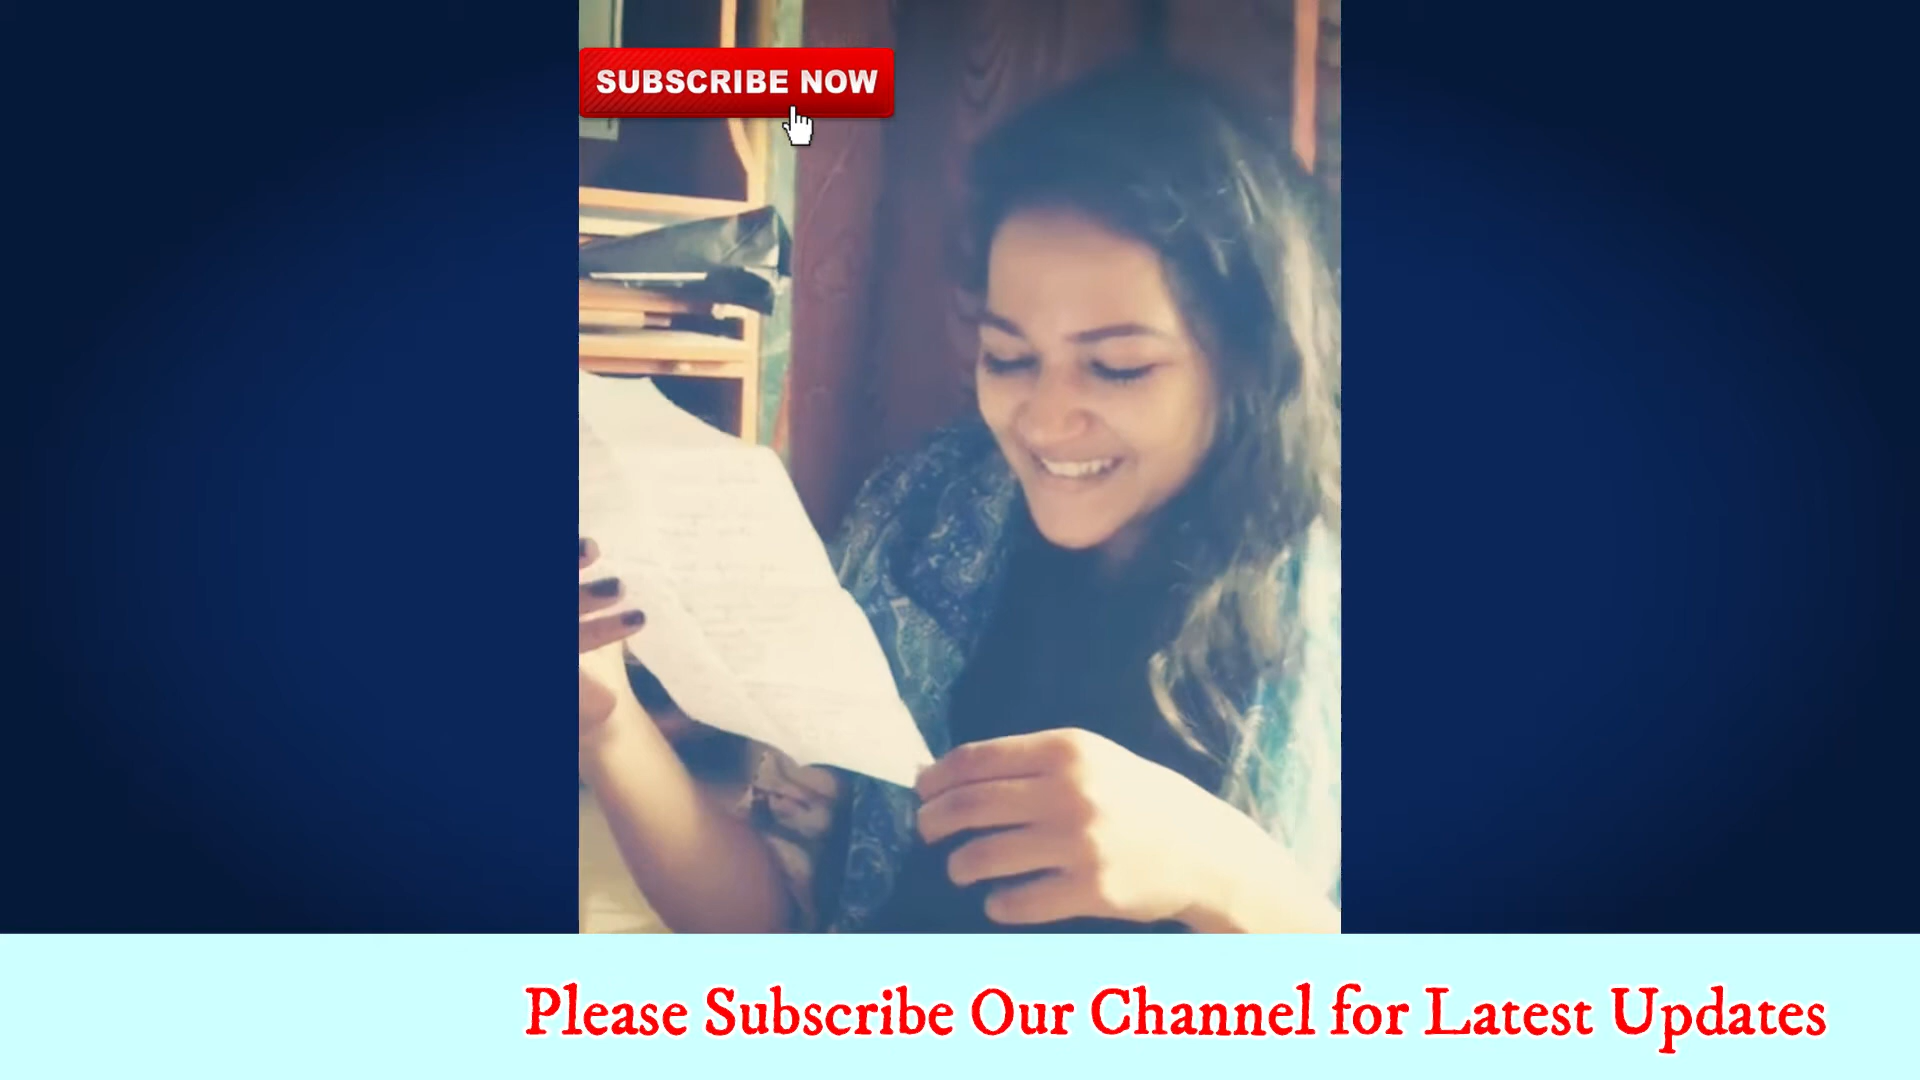 SUBSCRIBE NOW
Please Subscribe Our Channel for Latest Updates